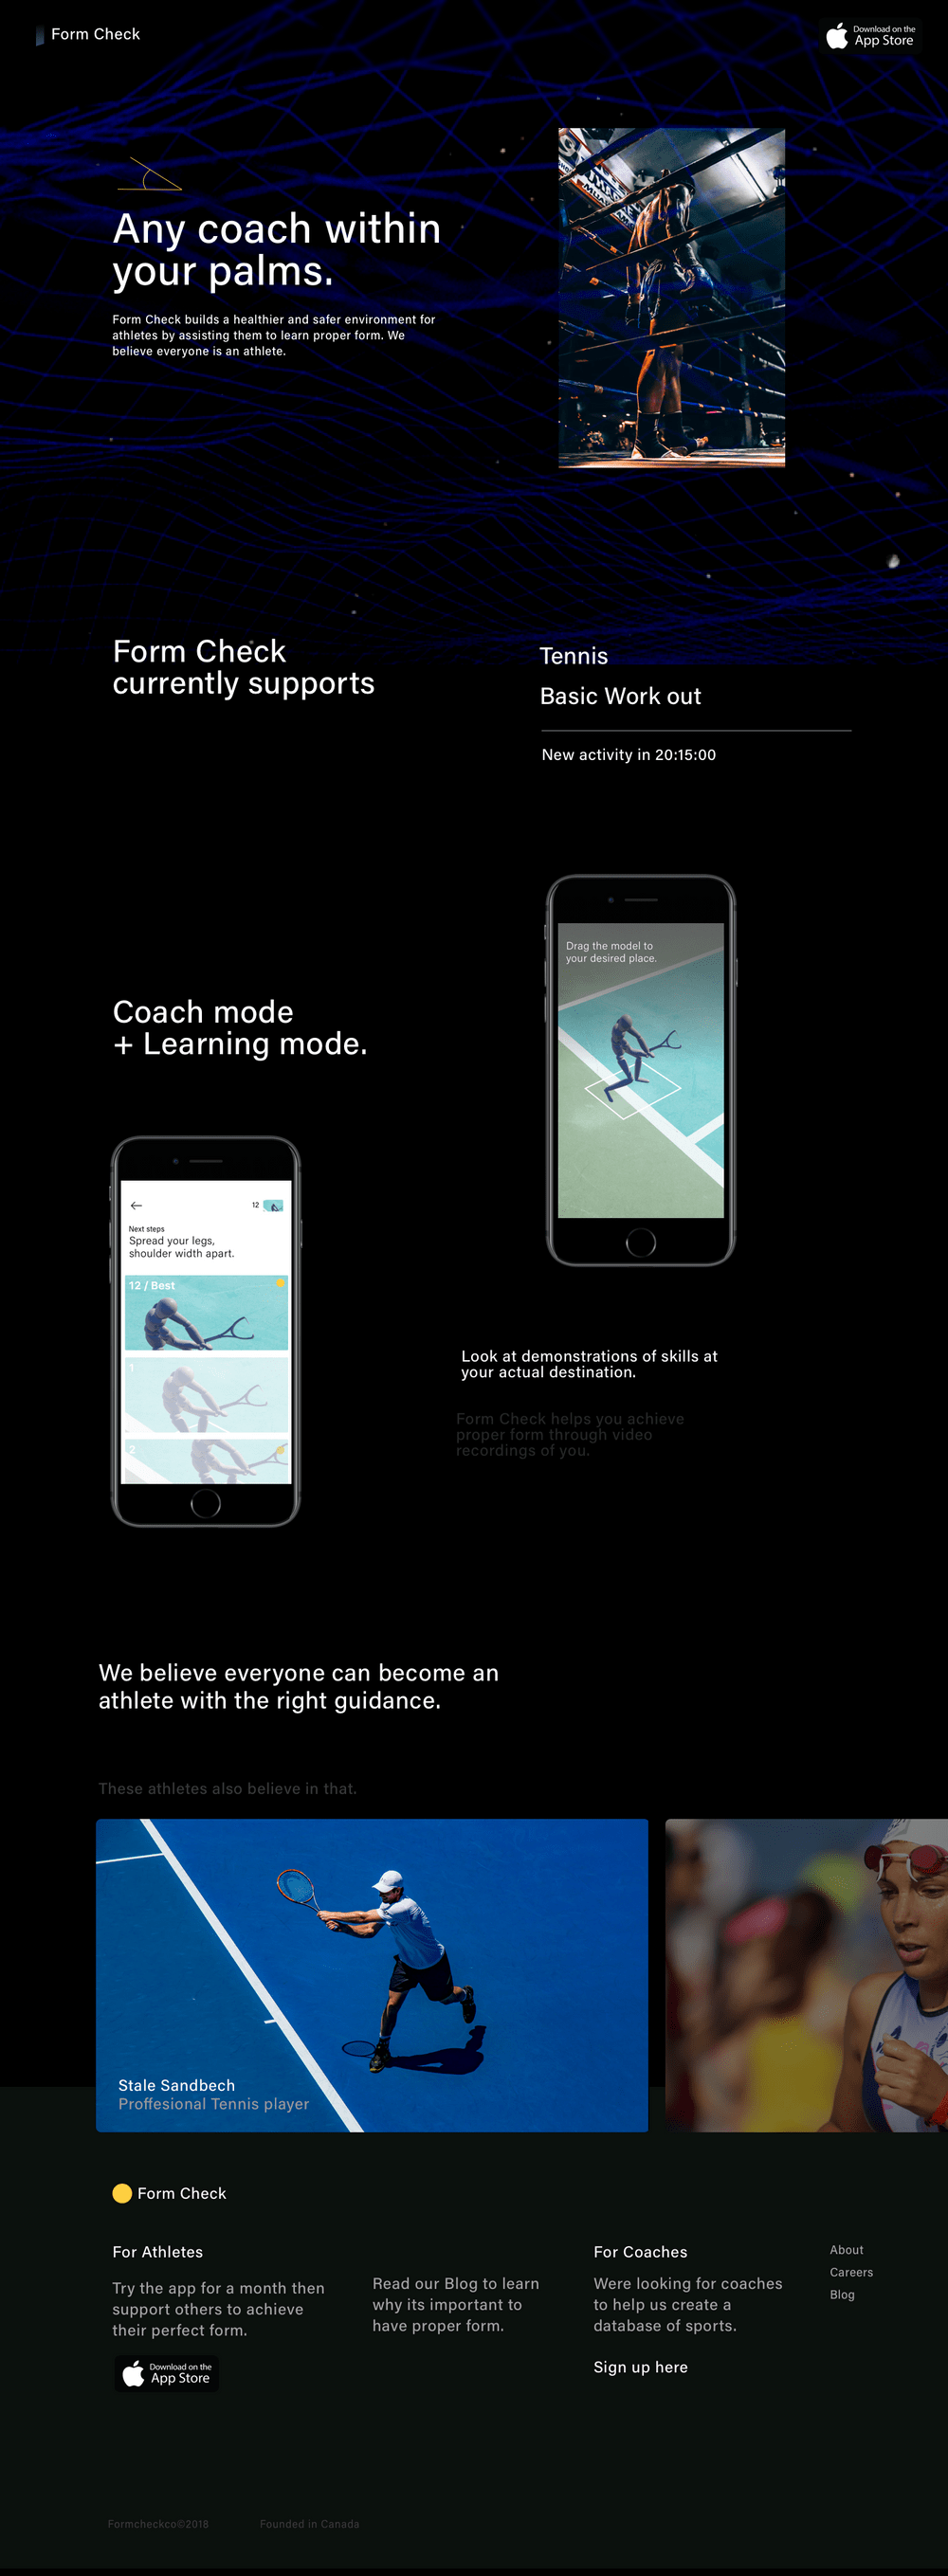 Form Check
Download on the
App Store
Any coach within
your palms.
Form Check builds a healthier and safer environment for
athletes by assisting them to learn proper form. We
believe everyone is an athlete.
Form Check
currently supports
Tennis
Basic Work out
New activity in 20:15:00
Drag the model to
your desired place.
Coach mode
+ Learning mode.
12
Next steps
Spread your legs,
shoulder width apart.
12 / Best
1
2
Look at demonstrations of skills at
your actual destination.
Form Check helps you achieve
proper form through video
recordings of you.
We believe everyone can become an
athlete with the right guidance.
These athletes also believe in that.
Stale Sandbech
Proffesional Tennis player
Form Check
For Athletes
Try the app for a month then
support others to achieve
their perfect form.
Download on the
App Store
Read our Blog to learn
why its important to
have proper form.
For Coaches
Were looking for coaches
to help us create a
database of sports.
Sign up here
About
Careers
Blog
Formcheckco©2018
Founded in Canada